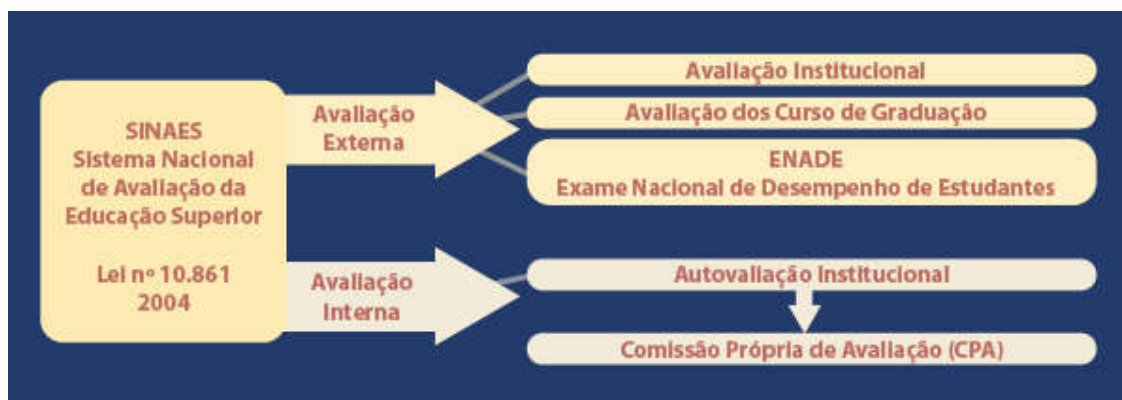 SINAES
Sistema Nacional
de Avaliação da
Educação Superior
Lei nº 10.861
2004
Avaliação
Externa
Avaliação Institucional
Avaliação dos Curso de Graduação
ENADE
Exame Nacional de Desempenho de Estudantes
Avaliação
Interna
Autovaliação Institucional
Comissão Própria de Avaliação (CPA)